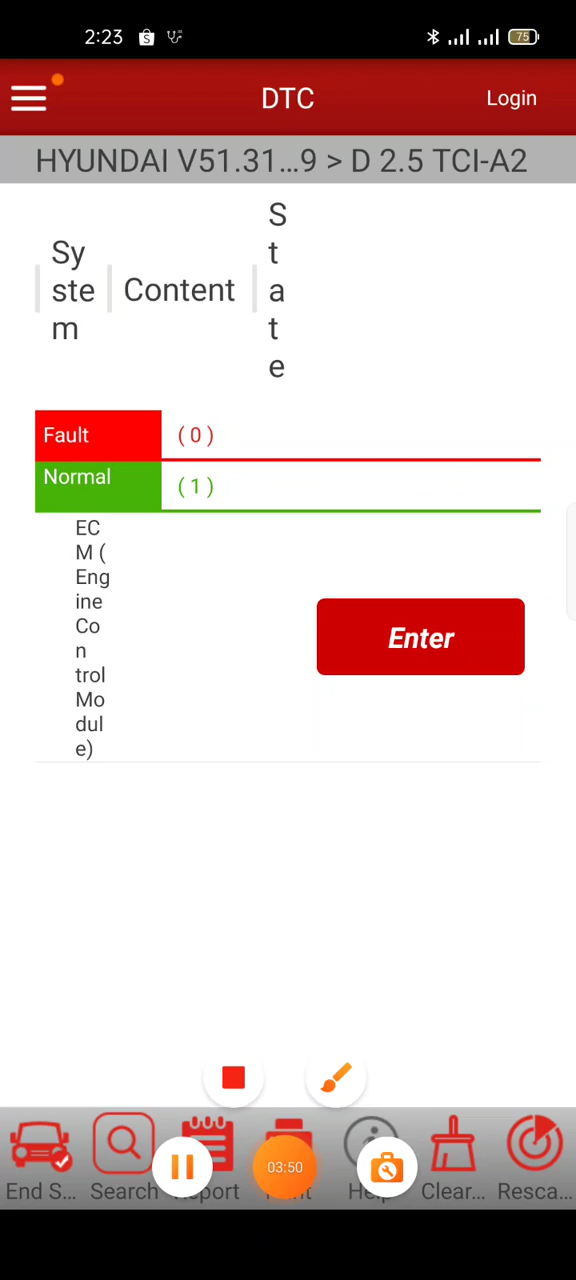 2:23
75
DTC
Login
HYUNDAI V51.31...9 > D 2.5 TCI-A2
Sy
ste
m
Content
S
t
a
t
e
Fault
( 0 )
Normal
( 1 )
EC
M (
Eng
ine
Co
n
trol
Mo
dul
e)
Enter
03:50
End S...
Search
Clear...
Resca...